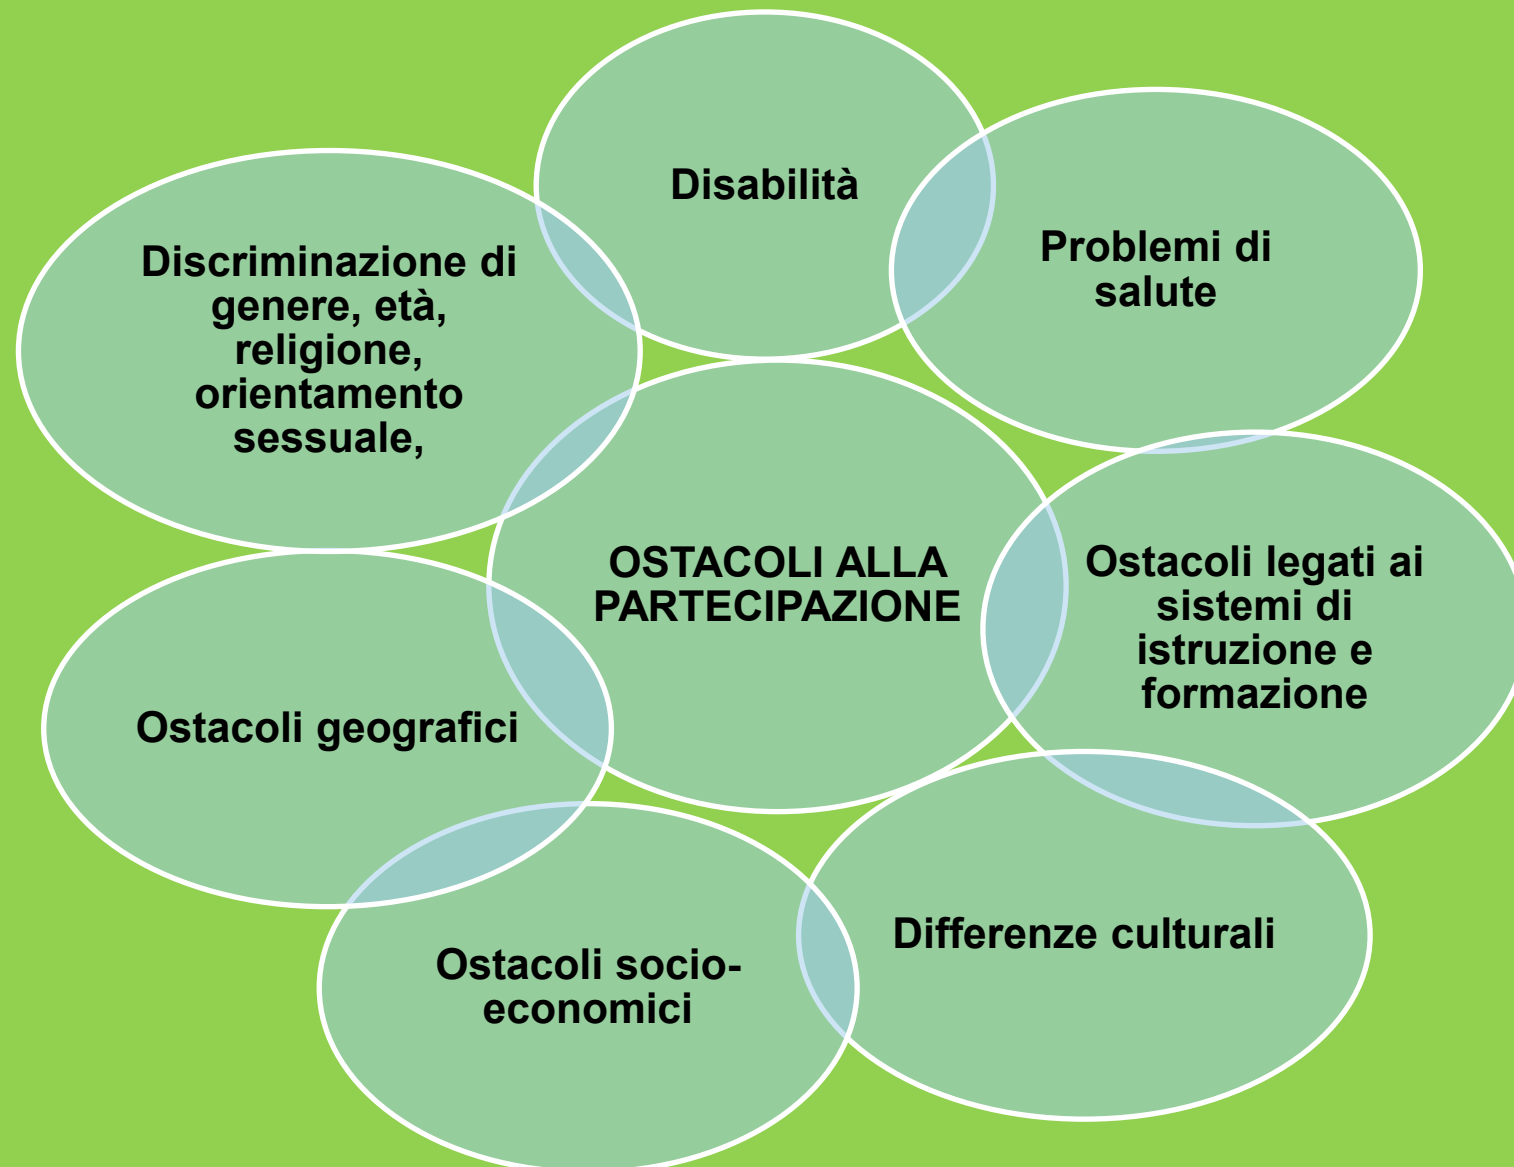 Disabilità
Problemi di
salute
Discriminazione di
genere, età,
religione,
orientamento
sessuale,
OSTACOLI ALLA
PARTECIPAZIONE
Ostacoli legati ai
sistemi di
istruzione e
formazione
Ostacoli geografici
Differenze culturali
Ostacoli socio-
economici